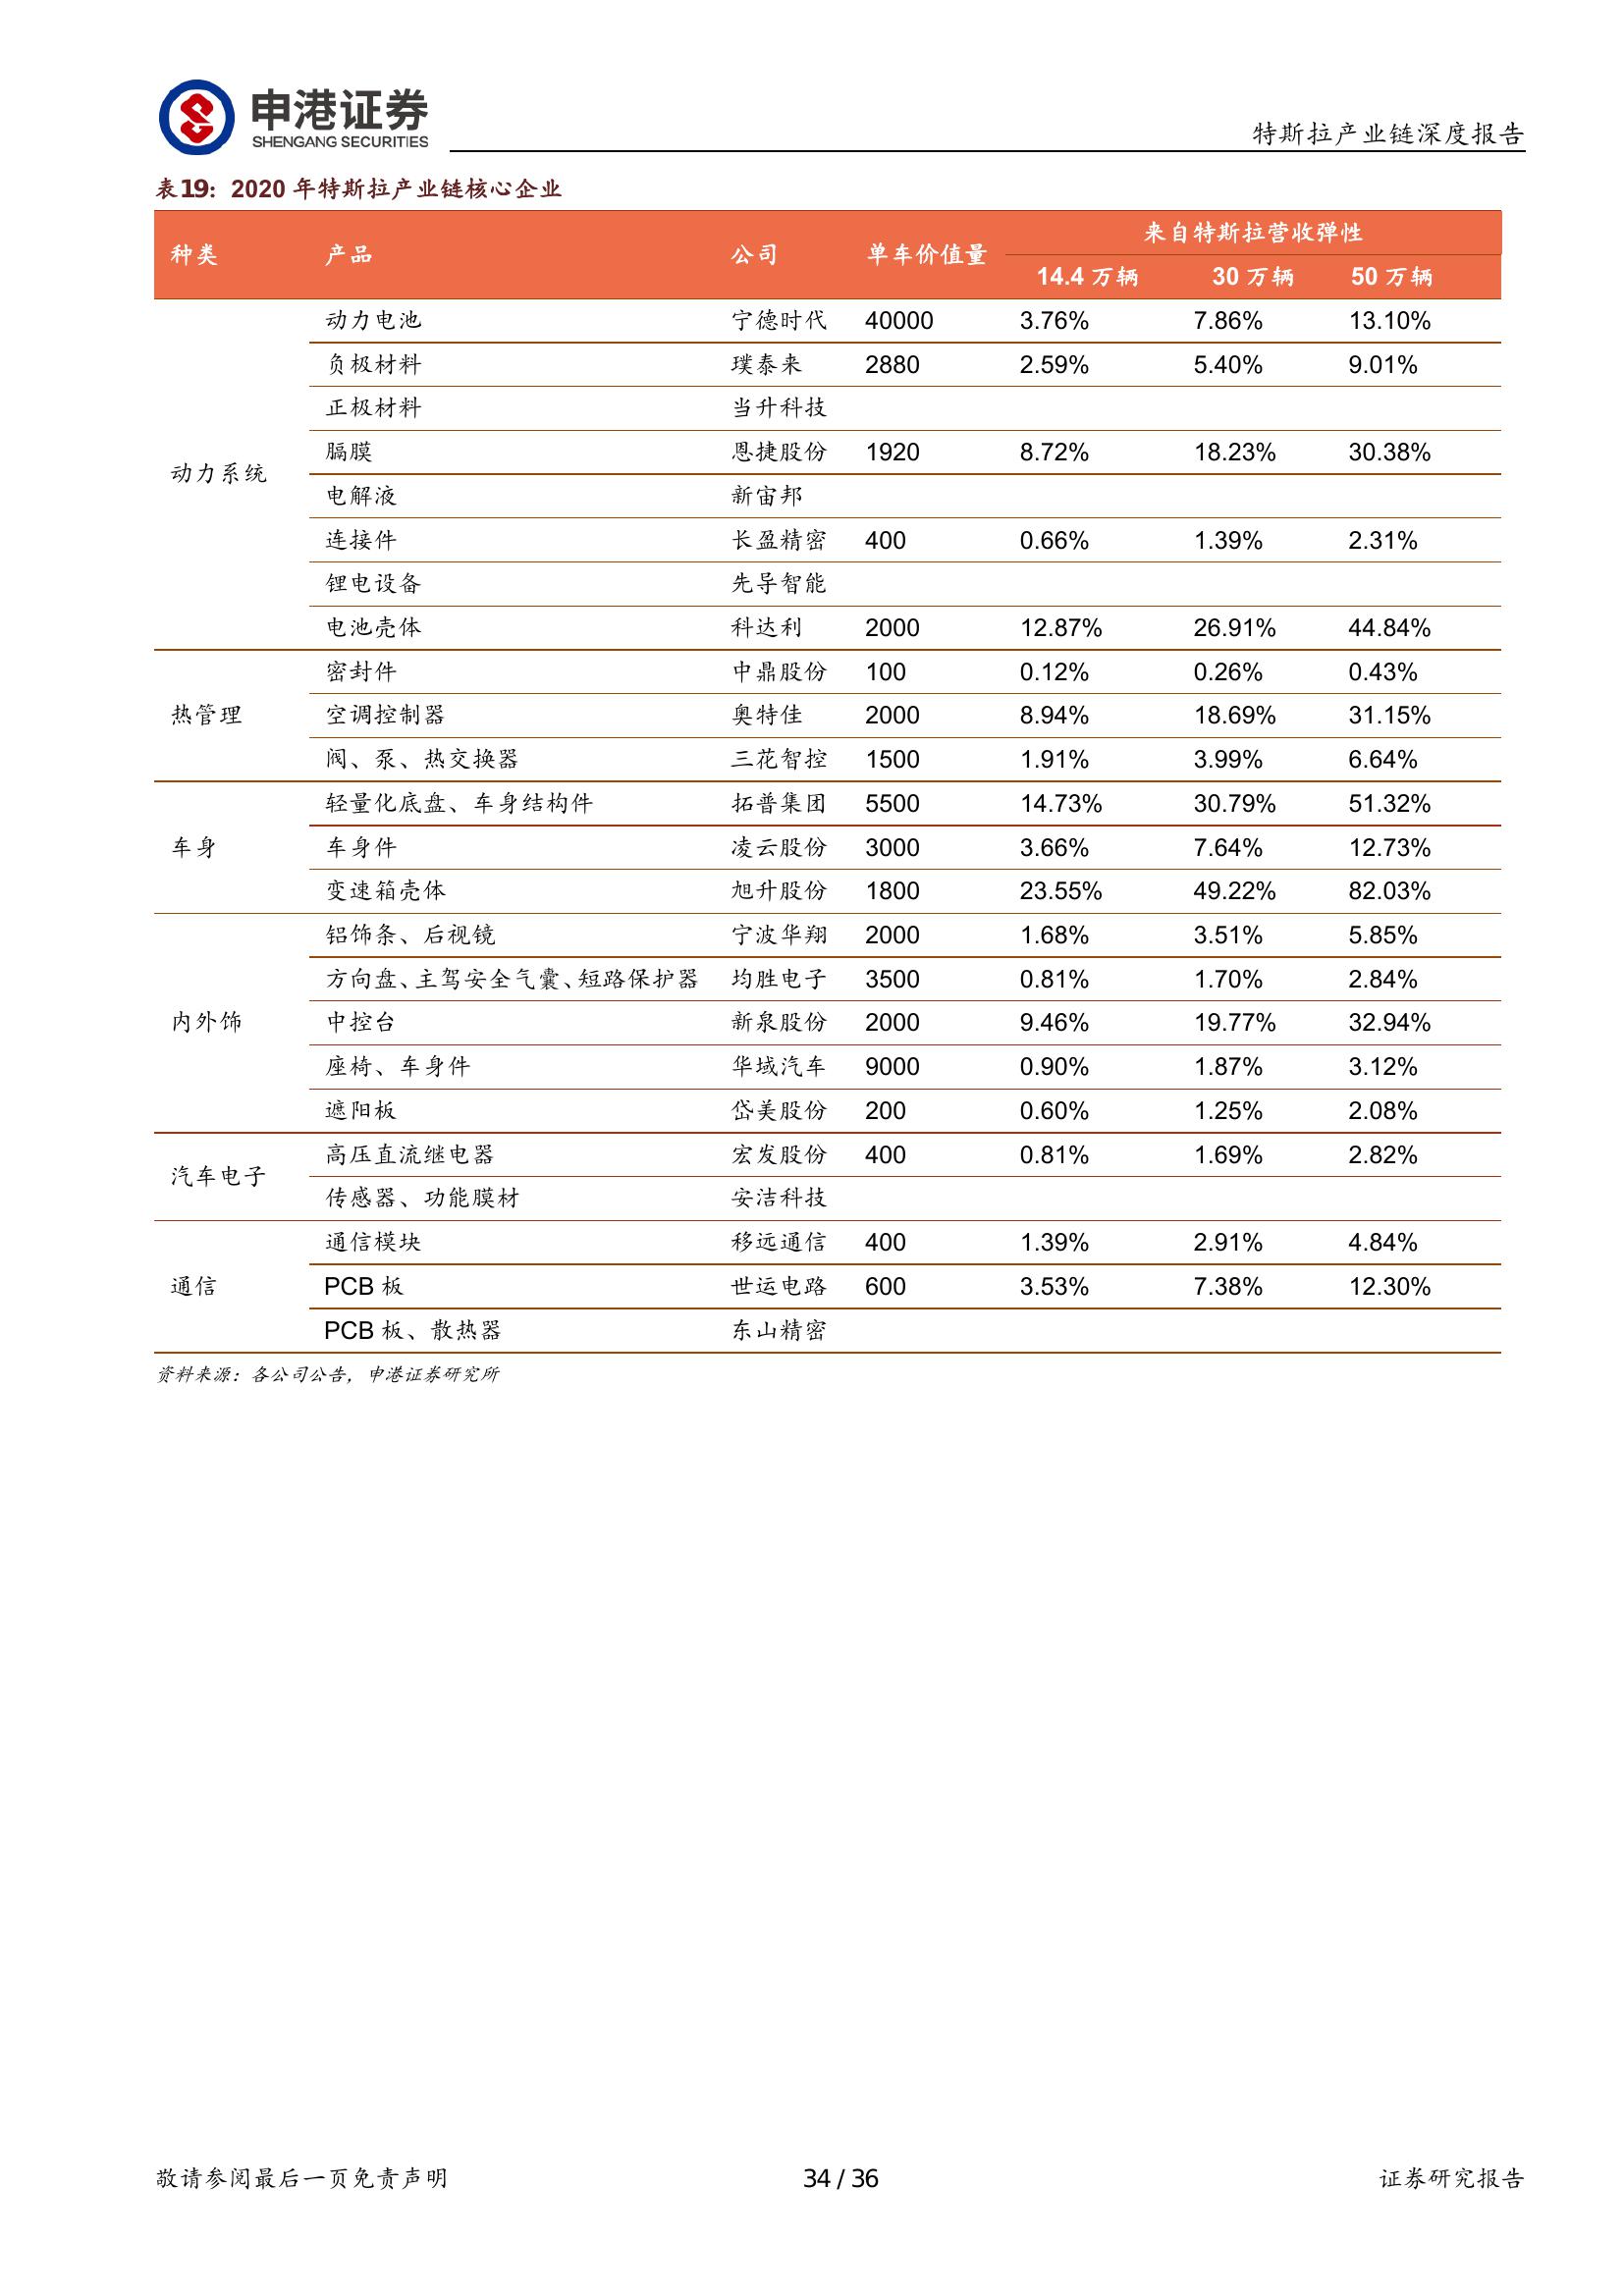 申港证券
SHENGANG SECURITIES
特斯拉产业链深度报告
表19：2020 年特斯拉产业链核心企业
种类 产品 公司 单车价值量 来自特斯拉营收弹性
14.4 万辆 30 万辆 50 万辆
动力系统
动力电池 宁德时代 40000 3.76% 7.86% 13.10%
负极材料 璞泰来 2880 2.59% 5.40% 9.01%
正极材料 当升科技
膈膜 恩捷股份 1920 8.72% 18.23% 30.38%
电解液 新宙邦
连接件 长盈精密 400 0.66% 1.39% 2.31%
锂电设备 先导智能
电池壳体 科达利 2000 12.87% 26.91% 44.84%
热管理
密封件 中鼎股份 100 0.12% 0.26% 0.43%
空调控制器 奥特佳 2000 8.94% 18.69% 31.15%
阀、泵、热交换器 三花智控 1500 1.91% 3.99% 6.64%
车身
轻量化底盘、车身结构件 拓普集团 5500 14.73% 30.79% 51.32%
车身件 凌云股份 3000 3.66% 7.64% 12.73%
变速箱壳体 旭升股份 1800 23.55% 49.22% 82.03%
内外饰
铝饰条、后视镜 宁波华翔 2000 1.68% 3.51% 5.85%
方向盘、主驾安全气囊、短路保护器 均胜电子 3500 0.81% 1.70% 2.84%
中控台 新泉股份 2000 9.46% 19.77% 32.94%
座椅、车身件 华域汽车 9000 0.90% 1.87% 3.12%
遮阳板 岱美股份 200 0.60% 1.25% 2.08%
汽车电子
高压直流继电器 宏发股份 400 0.81% 1.69% 2.82%
传感器、功能膜材 安洁科技
通信
通信模块 移远通信 400 1.39% 2.91% 4.84%
PCB 板 世运电路 600 3.53% 7.38% 12.30%
PCB 板、散热器 东山精密
资料来源：各公司公告，申港证券研究所
敬请参阅最后一页免责声明 34 / 36 证券研究报告